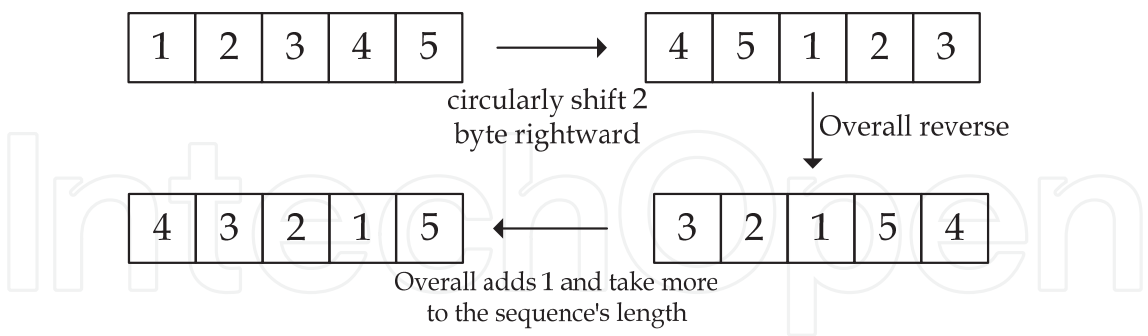 1 2 3 4 5
circularly shift 2
byte rightward
4 5 1 2 3
Overall reverse
3 2 1 5 4
Overall adds 1 and take more
to the sequence's length
4 3 2 1 5
IntechOpen